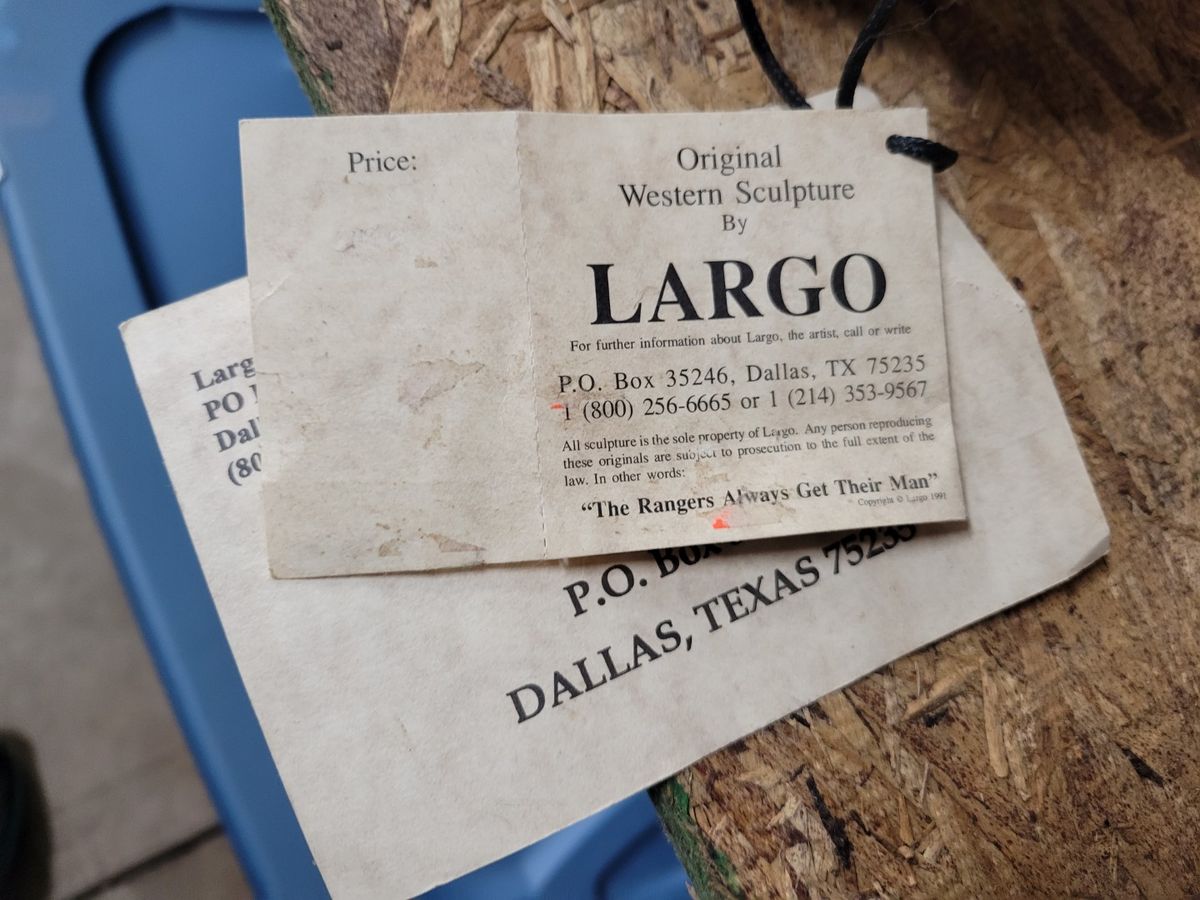 Price:
Original
Western Sculpture
By
LARGO
For further information about Largo, the artist, call or write
P.O. Box 35246, Dallas, TX 75235
1 (800) 256-6665 or 1 (214) 353-9567
All sculpture is the sole property of Largo. Any person reproducing
these originals are subject to prosecution to the full extent of the
law. In other words:
“The Rangers Always Get Their Man”
Copyright © Largo 1991
Larg
PO
Dal
(80
P.O. Box
DALLAS, TEXAS 75235